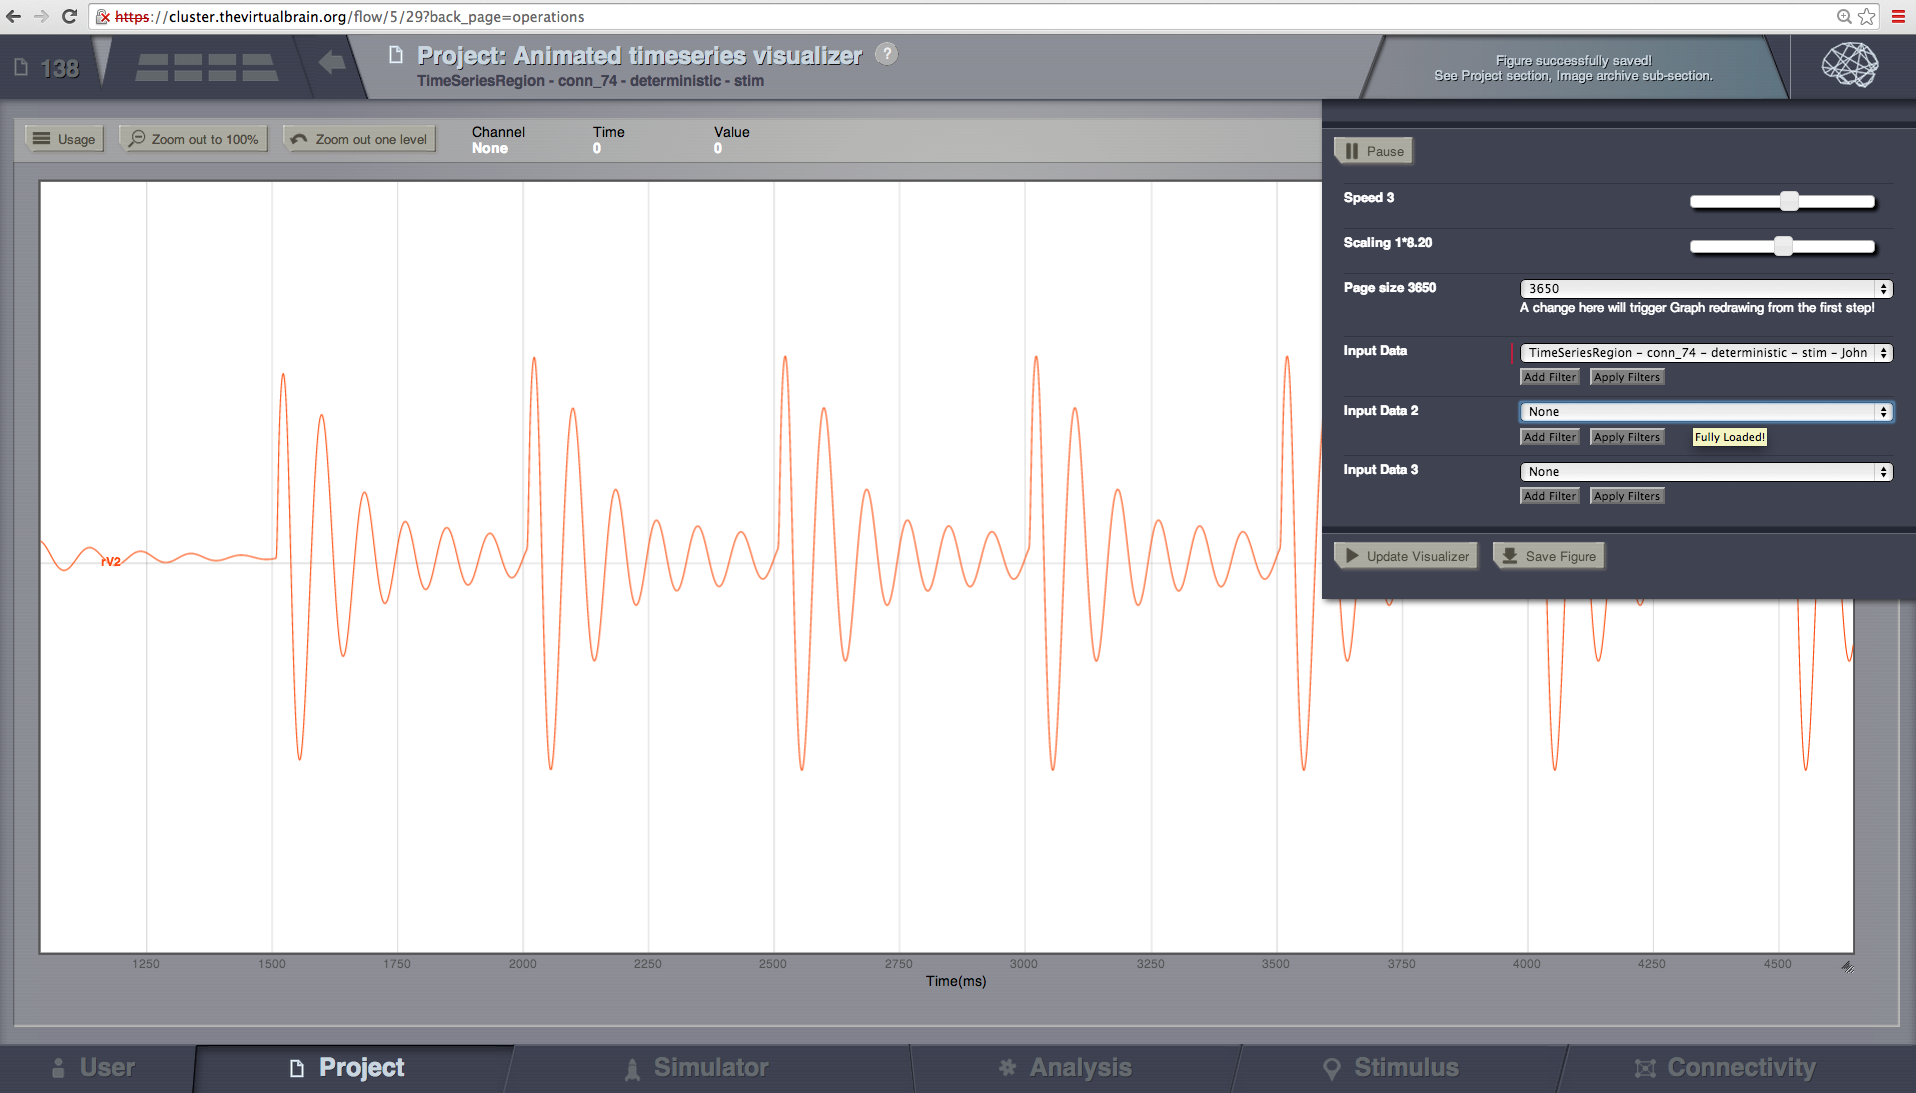 https://cluster.thevirtualbrain.org/flow/5/29?back_page=operations
138
Project: Animated timeseries visualizer ?
TimeSeriesRegion - conn_74 - deterministic - stim
Figure successfully saved!
See Project section, Image archive sub-section.
Usage
Zoom out to 100%
Zoom out one level
Channel Time Value
None 0 0
Pause
Speed 3
Scaling 1*8.20
Page size 3650 3650
A change here will trigger Graph redrawing from the first step!
Input Data TimeSeriesRegion - conn_74 - deterministic - stim - John
Add Filter Apply Filters
Input Data 2 None
Add Filter Apply Filters Fully Loaded!
Input Data 3 None
Add Filter Apply Filters
Update Visualizer Save Figure
rV2
1250 1500 1750 2000 2250 2500 2750 3000 3250 3500 3750 4000 4250 4500
Time(ms)
User Project Simulator Analysis Stimulus Connectivity